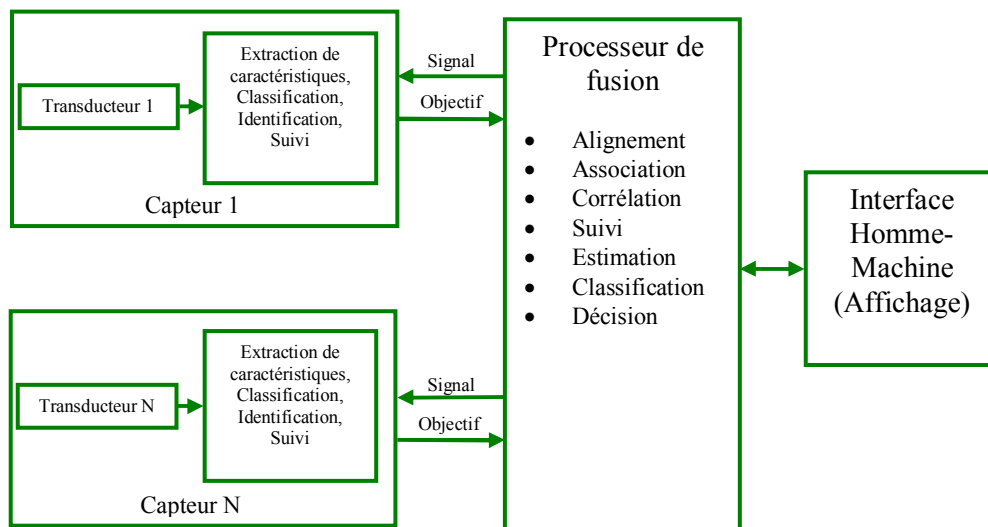 Transducteur 1
Extraction de
caractéristiques,
Classification,
Identification,
Suivi
Capteur 1
Signal
Objectif
Transducteur N
Extraction de
caractéristiques,
Classification,
Identification,
Suivi
Capteur N
Signal
Objectif
Processeur de
fusion
• Alignement
• Association
• Corrélation
• Suivi
• Estimation
• Classification
• Décision
Interface
Homme-
Machine
(Affichage)